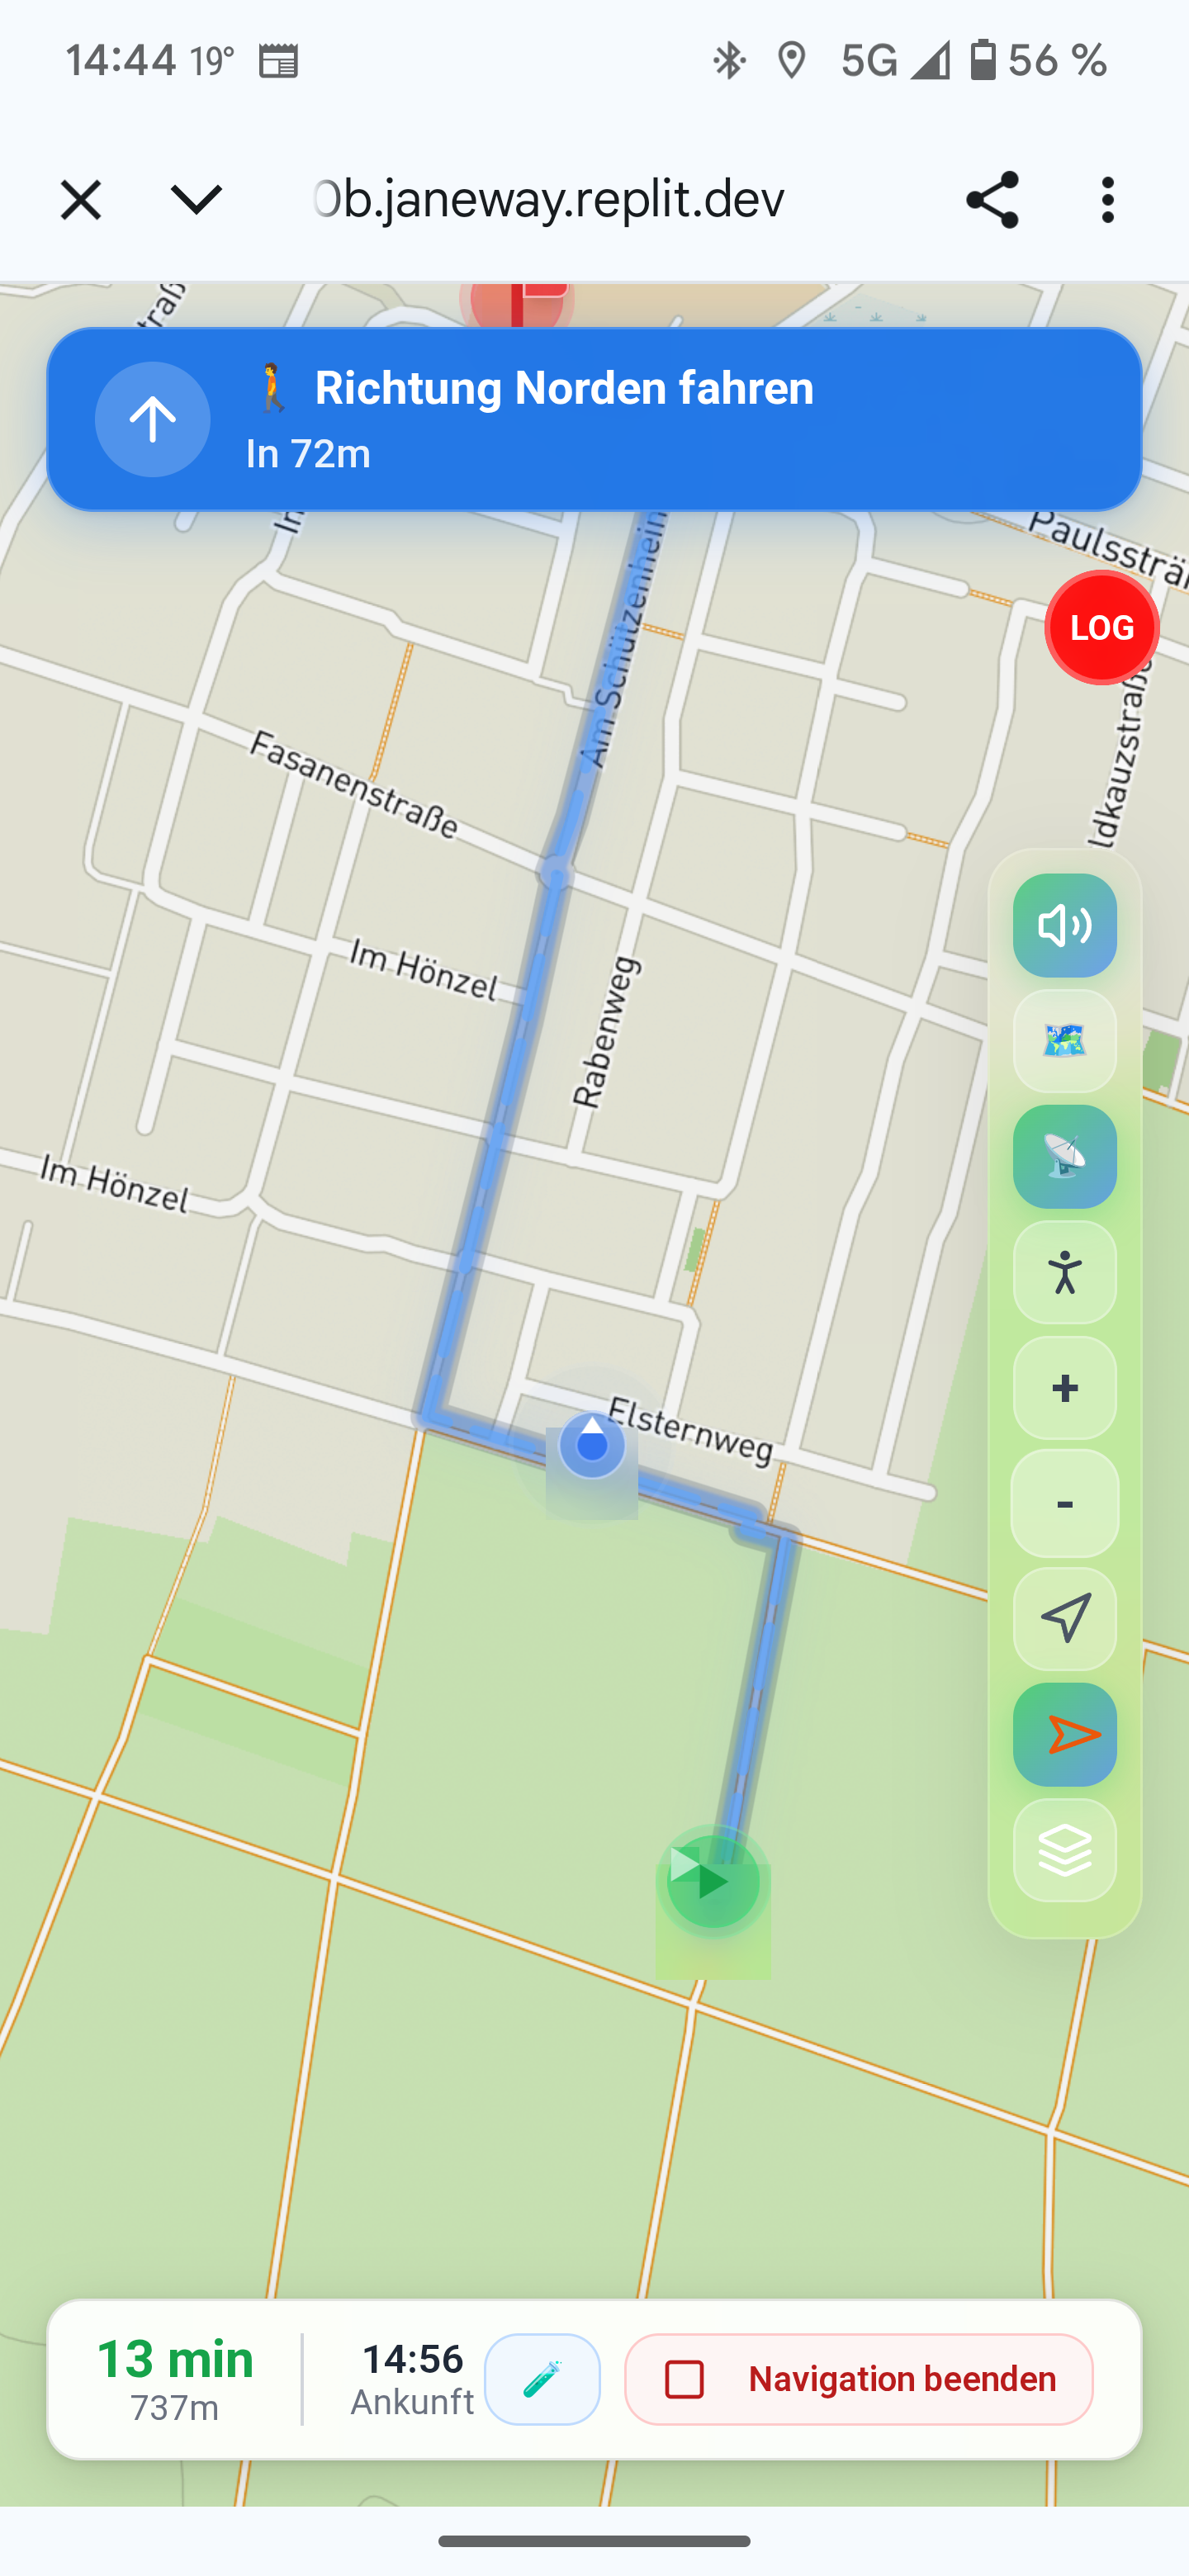 14:44 19° 5G 56 %
0b.janeway.replit.dev
Richtung Norden fahren
In 72m
Am Schützenhein
LOG
Fasanenstraße
Im Hönzel
Rabenweg
Im Hönzel
Elsternweg
+
-
13 min
737m
14:56
Ankunft
Navigation beenden